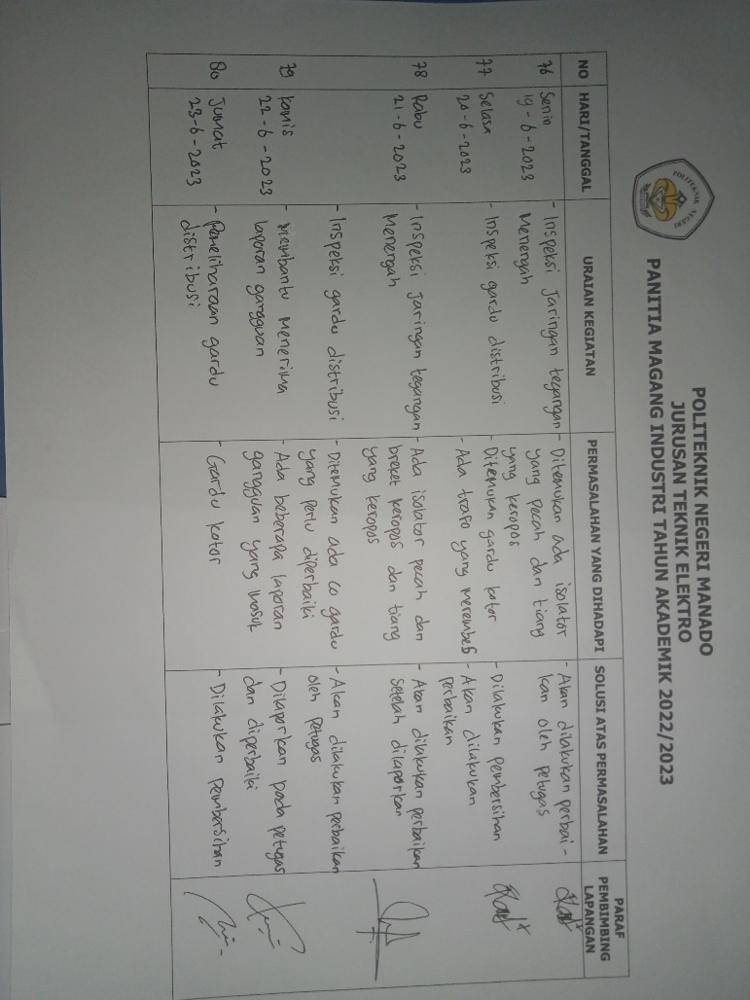 POLITEKNIK NEGERI
POLITEKNIK NEGERI MANADO
JURUSAN TEKNIK ELEKTRO
PANITIA MAGANG INDUSTRI TAHUN AKADEMIK 2022/2023
NO HARI/TANGGAL URAIAN KEGIATAN PERMASALAHAN YANG DIHADAPI SOLUSI ATAS PERMASALAHAN PARAF PEMBIMBING LAPANGAN
76 Senin
19-6-2023
- Inspeksi Jaringan tegangan
Menengah
- Ditemukan ada isolator
yang pecah dan tiang
yang keropos
- Akan dilakukan perbai-
kan oleh petugas
77 Selasa
20-6-2023
- Inspeksi gardu distribusi
- Ditemukan gardu kotor
- Ada trafo yang merembes
- Dilakukan pembersihan
- Akan dilakukan
perbaikan
78 Rabu
21-6-2023
- Inspeksi Jaringan tegangan
Menengah
- Ada isolator pecah dan
breket keropos dan tiang
yang keropos
- Akan dilakukan perbaikan
setelah dilaporkan
- Inspeksi gardu distribusi
- Ditemukan ada co gardu
yang perlu diperbaiki
- Akan dilakukan perbaikan
oleh petugas
79 Kamis
22-6-2023
- Membantu Menerima
laporan gangguan
- Ada beberapa laporan
gangguan yang masuk
- Dilaporkan pada petugas
dan diperbaiki
80 Jumat
23-6-2023
- Pemeliharaan gardu
distribusi
- Gardu kotor
- Dilakukan pembersihan